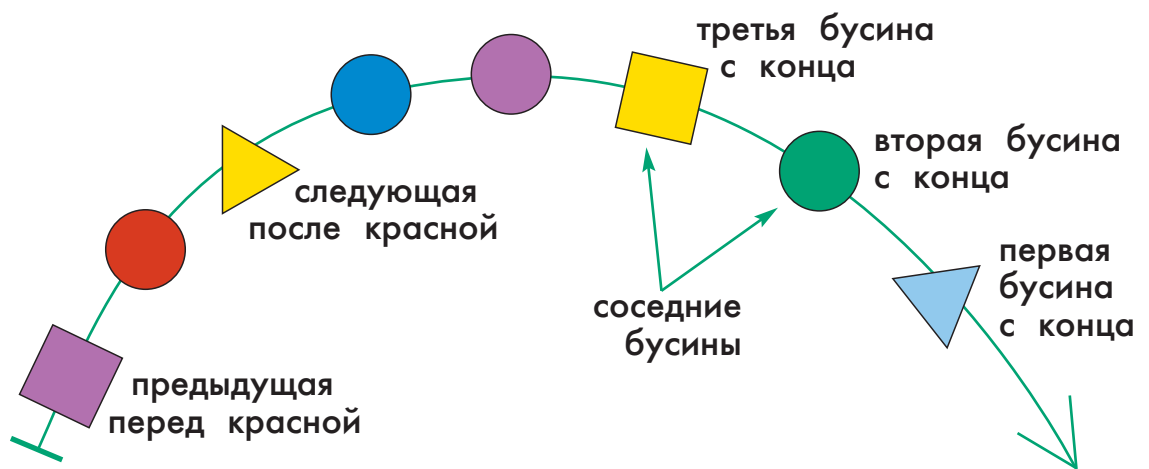 третья бусина
с конца
вторая бусина
с конца
следующая
после красной
первая
бусина
с конца
соседние
бусины
предыдущая
перед красной